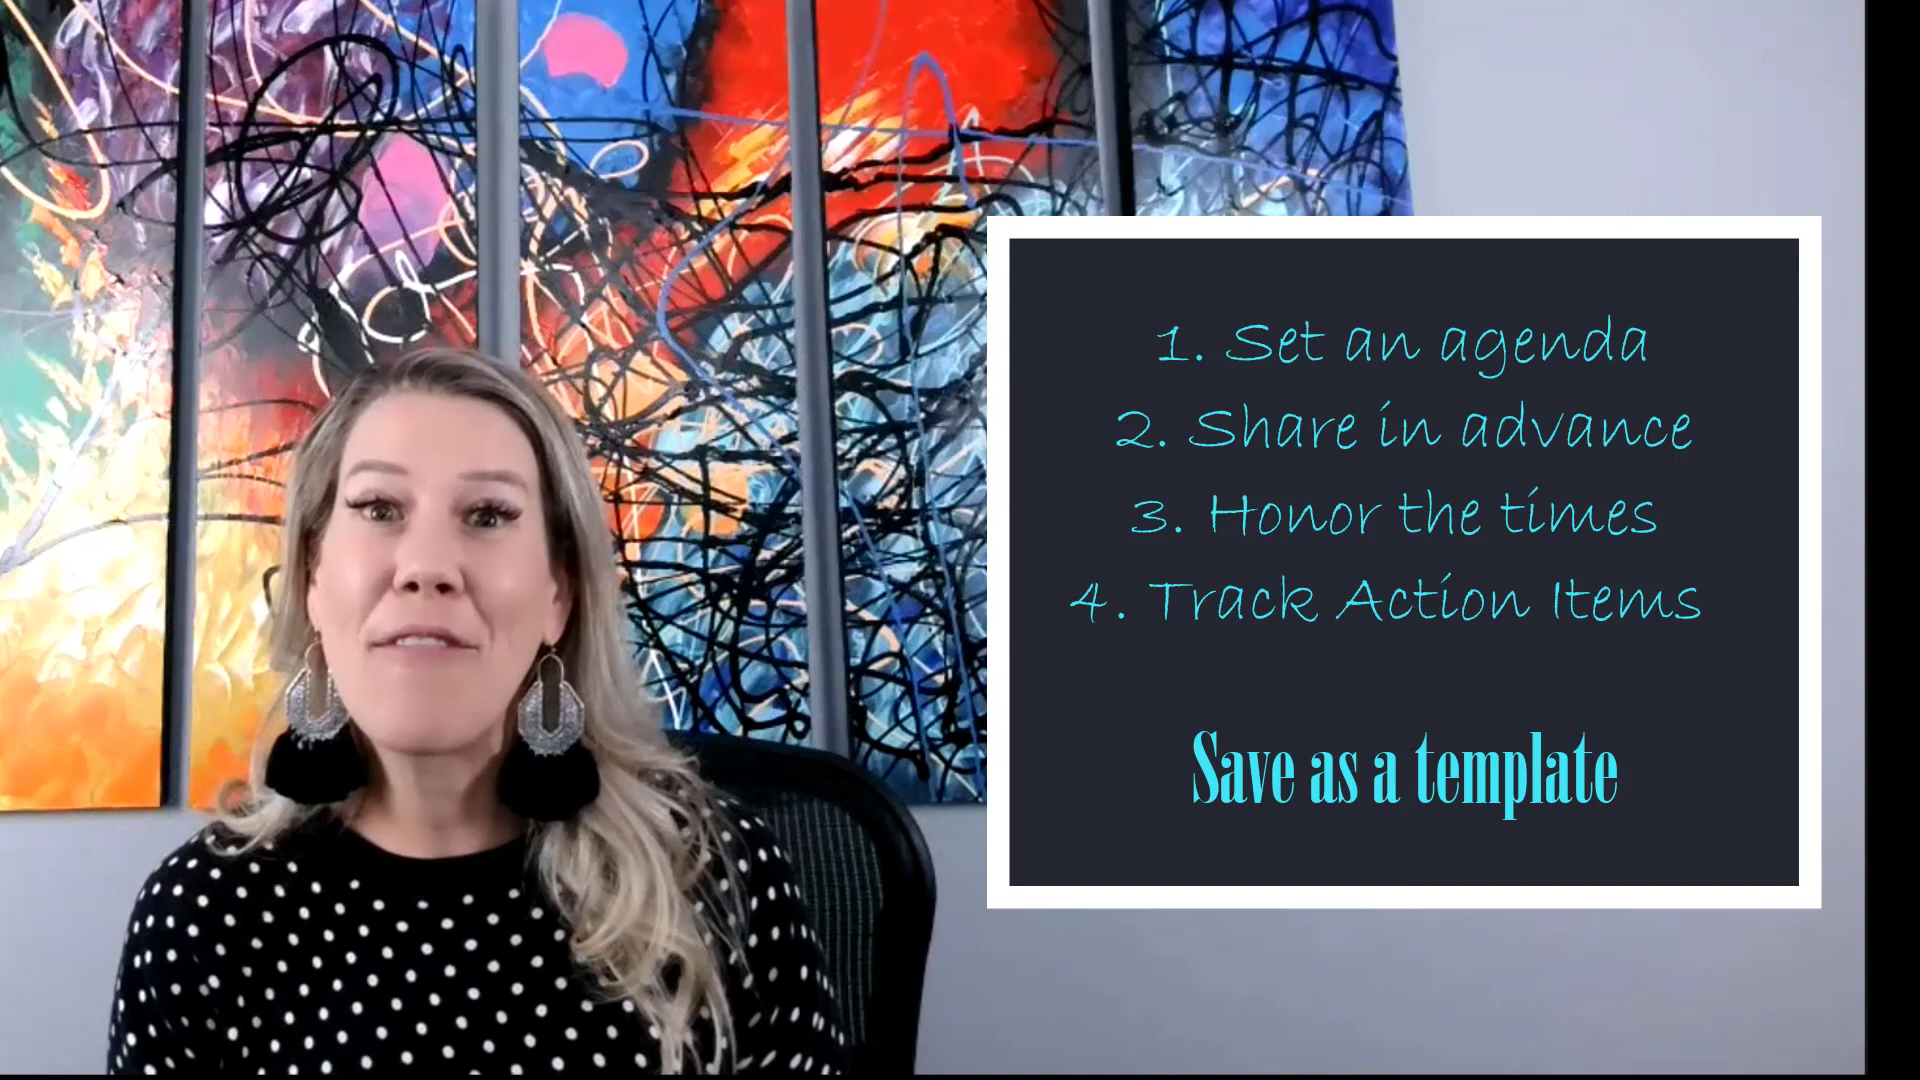 1. Set an agenda
2. Share in advance
3. Honor the times
4. Track Action Items
Save as a template